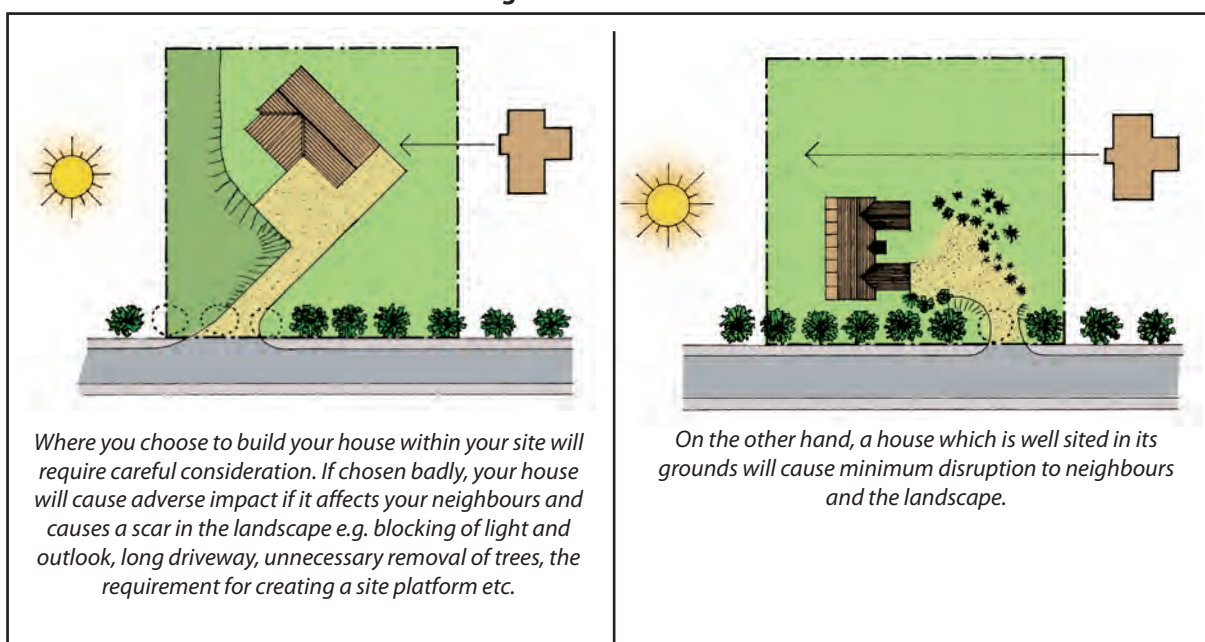 Where you choose to build your house within your site will
require careful consideration. If chosen badly, your house
will cause adverse impact if it affects your neighbours and
causes a scar in the landscape e.g. blocking of light and
outlook, long driveway, unnecessary removal of trees, the
requirement for creating a site platform etc.
On the other hand, a house which is well sited in its
grounds will cause minimum disruption to neighbours
and the landscape.